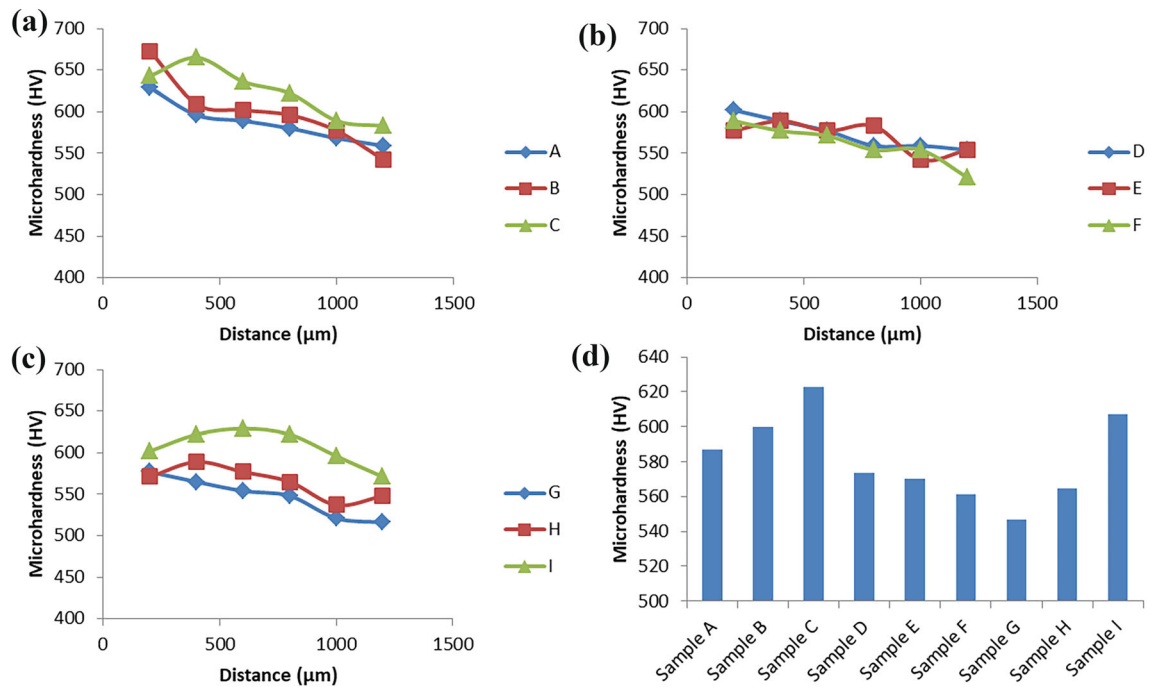 (a)
Microhardness (HV)
700
650
600
550
500
450
400
0
500
1000
1500
Distance (µm)
A
B
C
(b)
Microhardness (HV)
700
650
600
550
500
450
400
0
500
1000
1500
Distance (µm)
D
E
F
(c)
Microhardness (HV)
700
650
600
550
500
450
400
0
500
1000
1500
Distance (µm)
G
H
I
(d)
Microhardness (HV)
640
620
600
580
560
540
520
500
Sample A
Sample B
Sample C
Sample D
Sample E
Sample F
Sample G
Sample H
Sample I